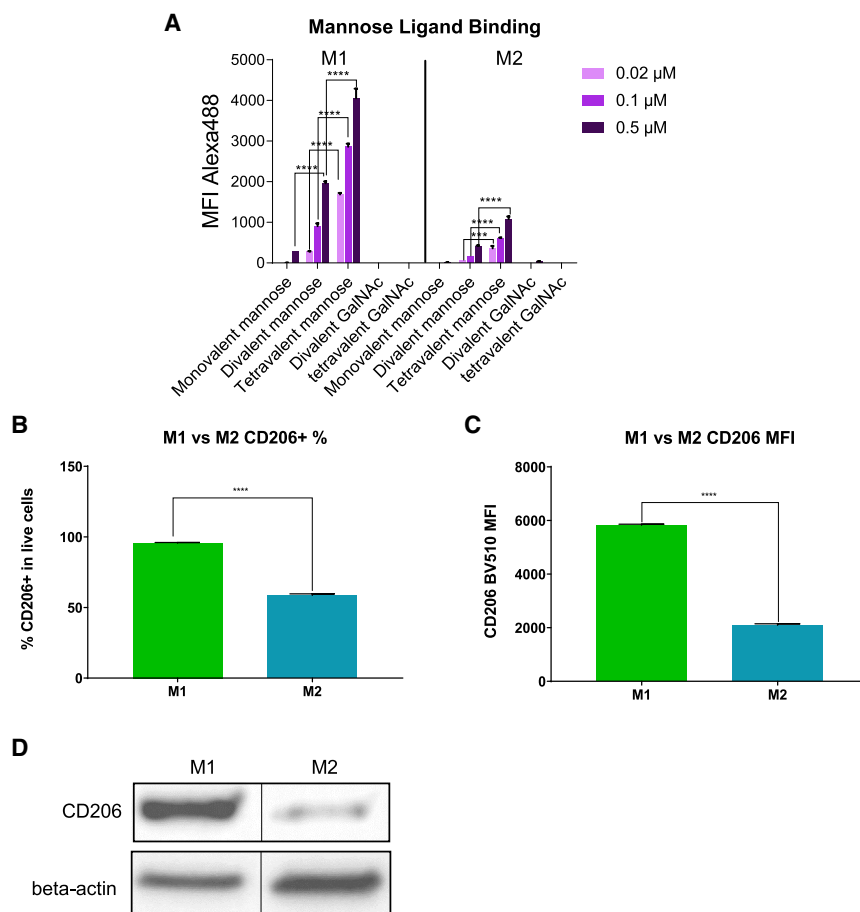 A
Mannose Ligand Binding
M1
M2
MFI Alexa488
5000
4000
3000
2000
1000
0
****
****
****
****
****
****
***
0.02 µM
0.1 µM
0.5 µM
Monovalent mannose
Divalent mannose
Tetravalent mannose
Divalent GalNAc
tetravalent GalNAc
Monovalent mannose
Divalent mannose
Tetravalent mannose
Divalent GalNAc
tetravalent GalNAc
B
M1 vs M2 CD206+ %
% CD206+ in live cells
150
100
50
0
****
M1
M2
C
M1 vs M2 CD206 MFI
CD206 BV510 MFI
8000
6000
4000
2000
0
****
M1
M2
D
M1
M2
CD206
beta-actin